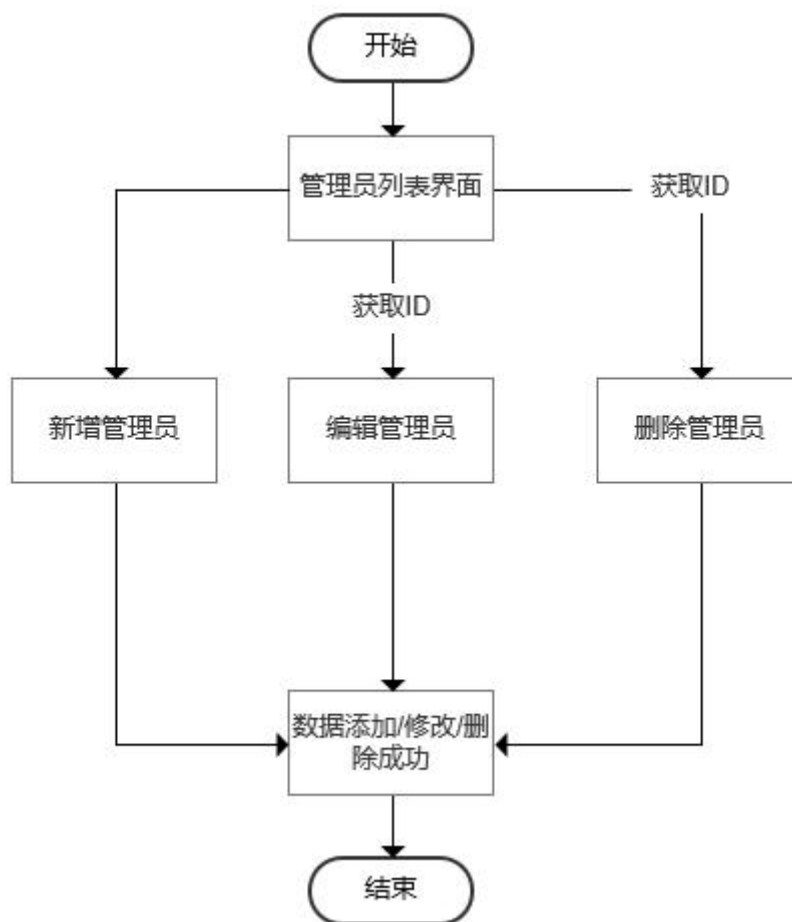 开始
管理员列表界面
获取ID
获取ID
新增管理员
编辑管理员
删除管理员
数据添加/修改/删
除成功
结束